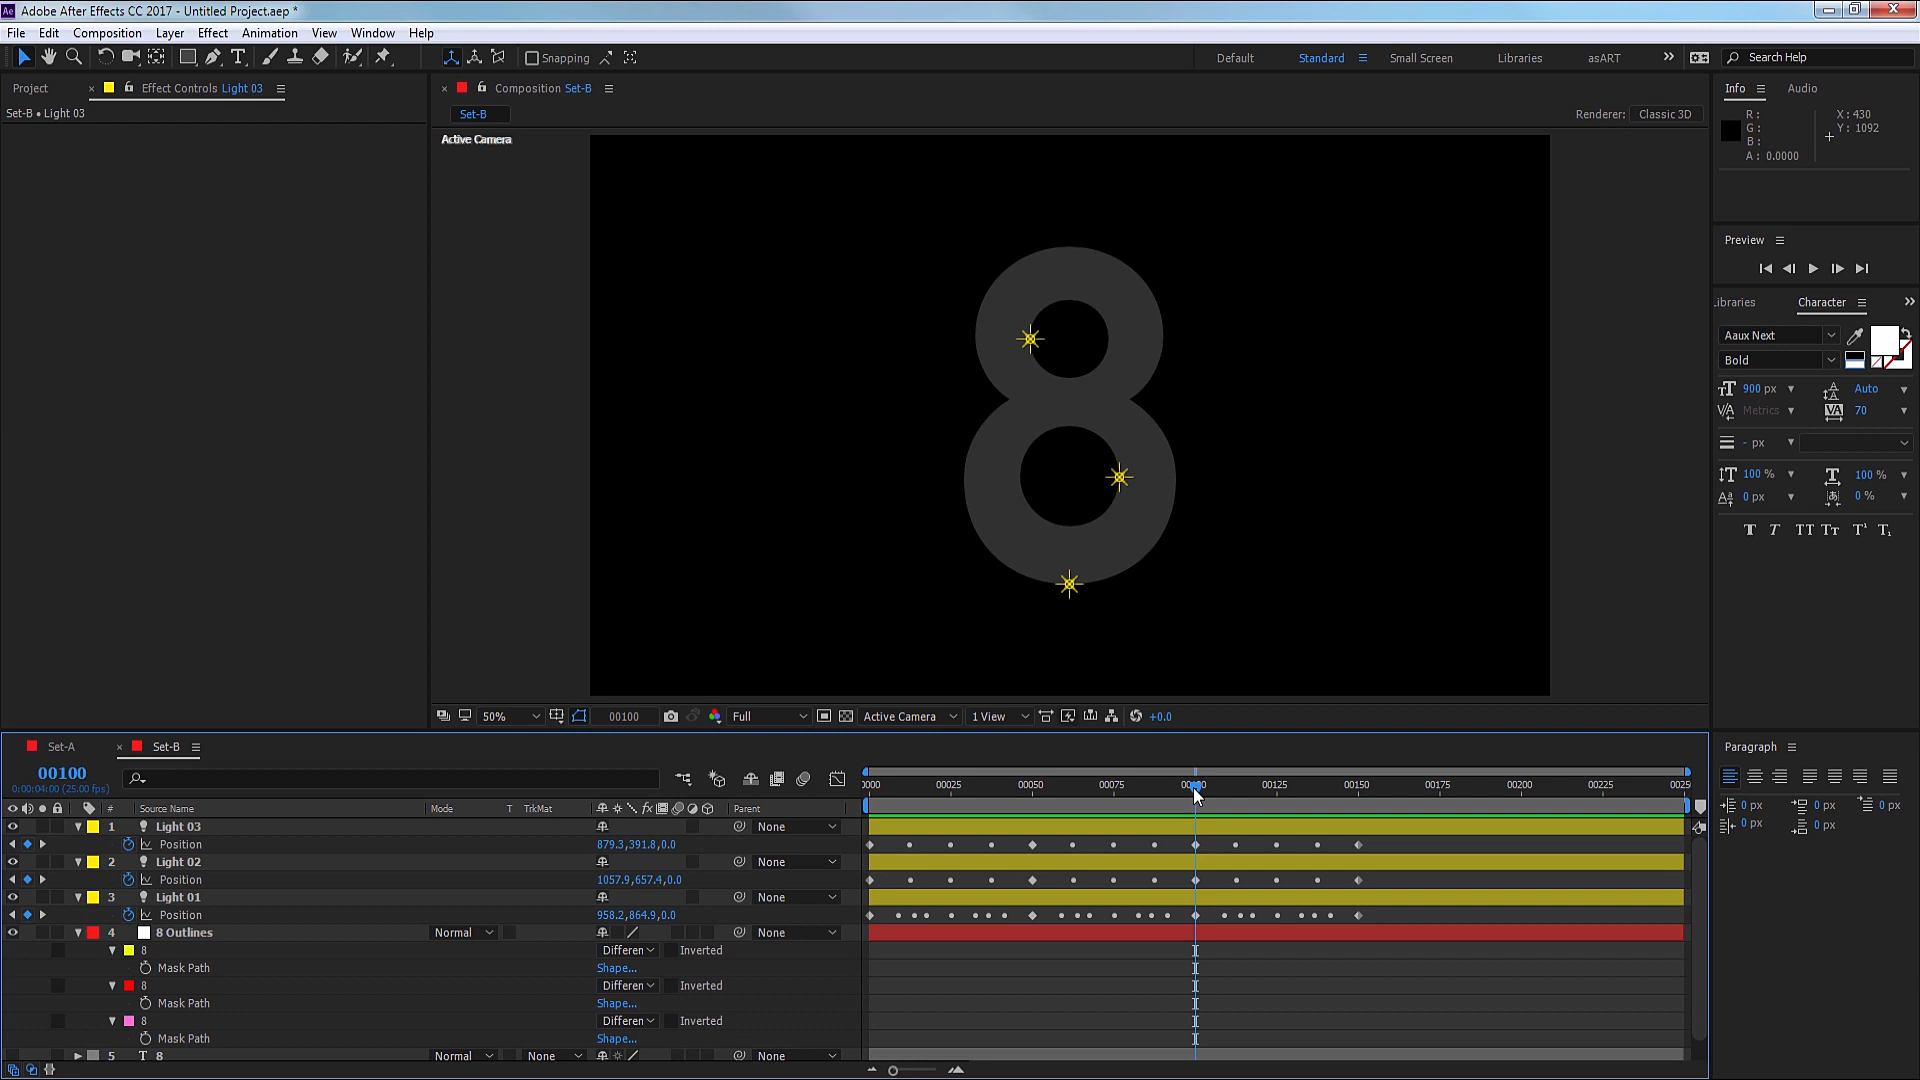 Adobe After Effects CC 2017 - Untitled Project.aep *
File Edit Composition Layer Effect Animation View Window Help
Snapping Default Standard Small Screen Libraries asART Search Help
Project Effect Controls Light 03 Composition Set-B Info Audio
Set-B • Light 03
Set-B Renderer: Classic 3D
Active Camera
R: X: 430
G: Y: 1092
B:
A: 0.0000
Preview
Libraries Character
Aaux Next
Bold
900 px Auto
Metrics 70
- px
100 % 100 %
0 px 0 %
8
50% 00100 Full Active Camera 1 View +0.0
Set-A Set-B Paragraph
00100
0:00:04:00 (25.00 fps)
0000 00025 00050 00075 00125 00150 00175 00200 00225 0025
0 px 0 px 0 px
0 px 0 px
# Source Name Mode T TrkMat Parent
1 Light 03 None
Position 879.3,391.8,0.0
2 Light 02 None
Position 1057.9,657.4,0.0
3 Light 01 None
Position 958.2,864.9,0.0
4 8 Outlines Normal None
8 Differen Inverted
Mask Path Shape...
8 Differen Inverted
Mask Path Shape...
8 Differen Inverted
Mask Path Shape...
5 T 8 Normal None None